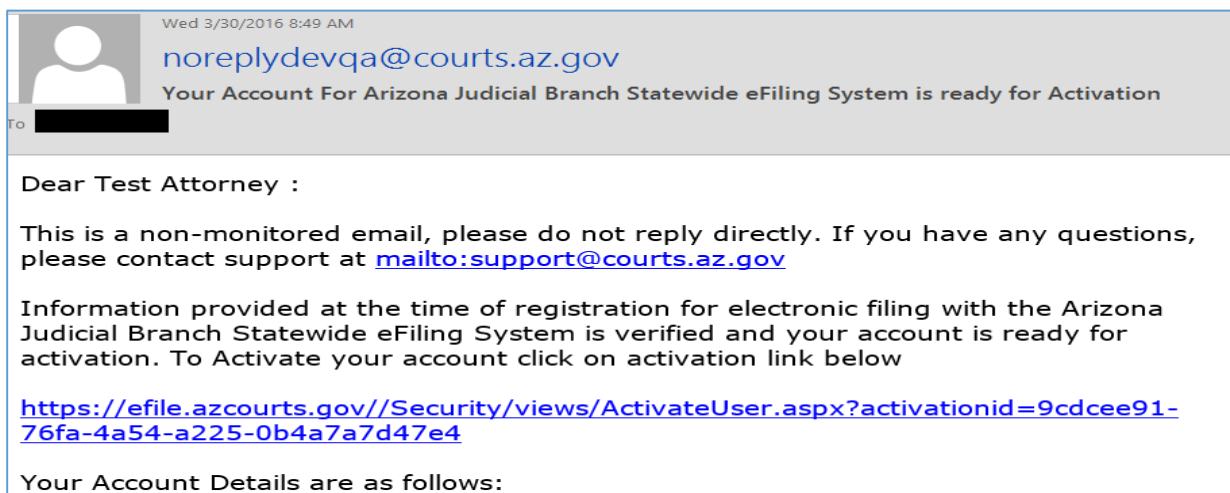 Wed 3/30/2016 8:49 AM
noreplydevqa@courts.az.gov
Your Account For Arizona Judicial Branch Statewide eFiling System is ready for Activation
To
Dear Test Attorney :
This is a non-monitored email, please do not reply directly. If you have any questions,
please contact support at mailto:support@courts.az.gov
Information provided at the time of registration for electronic filing with the Arizona
Judicial Branch Statewide eFiling System is verified and your account is ready for
activation. To Activate your account click on activation link below
https://efile.azcourts.gov//Security/views/ActivateUser.aspx?activationid=9cdcee91-
76fa-4a54-a225-0b4a7a7d47e4
Your Account Details are as follows: